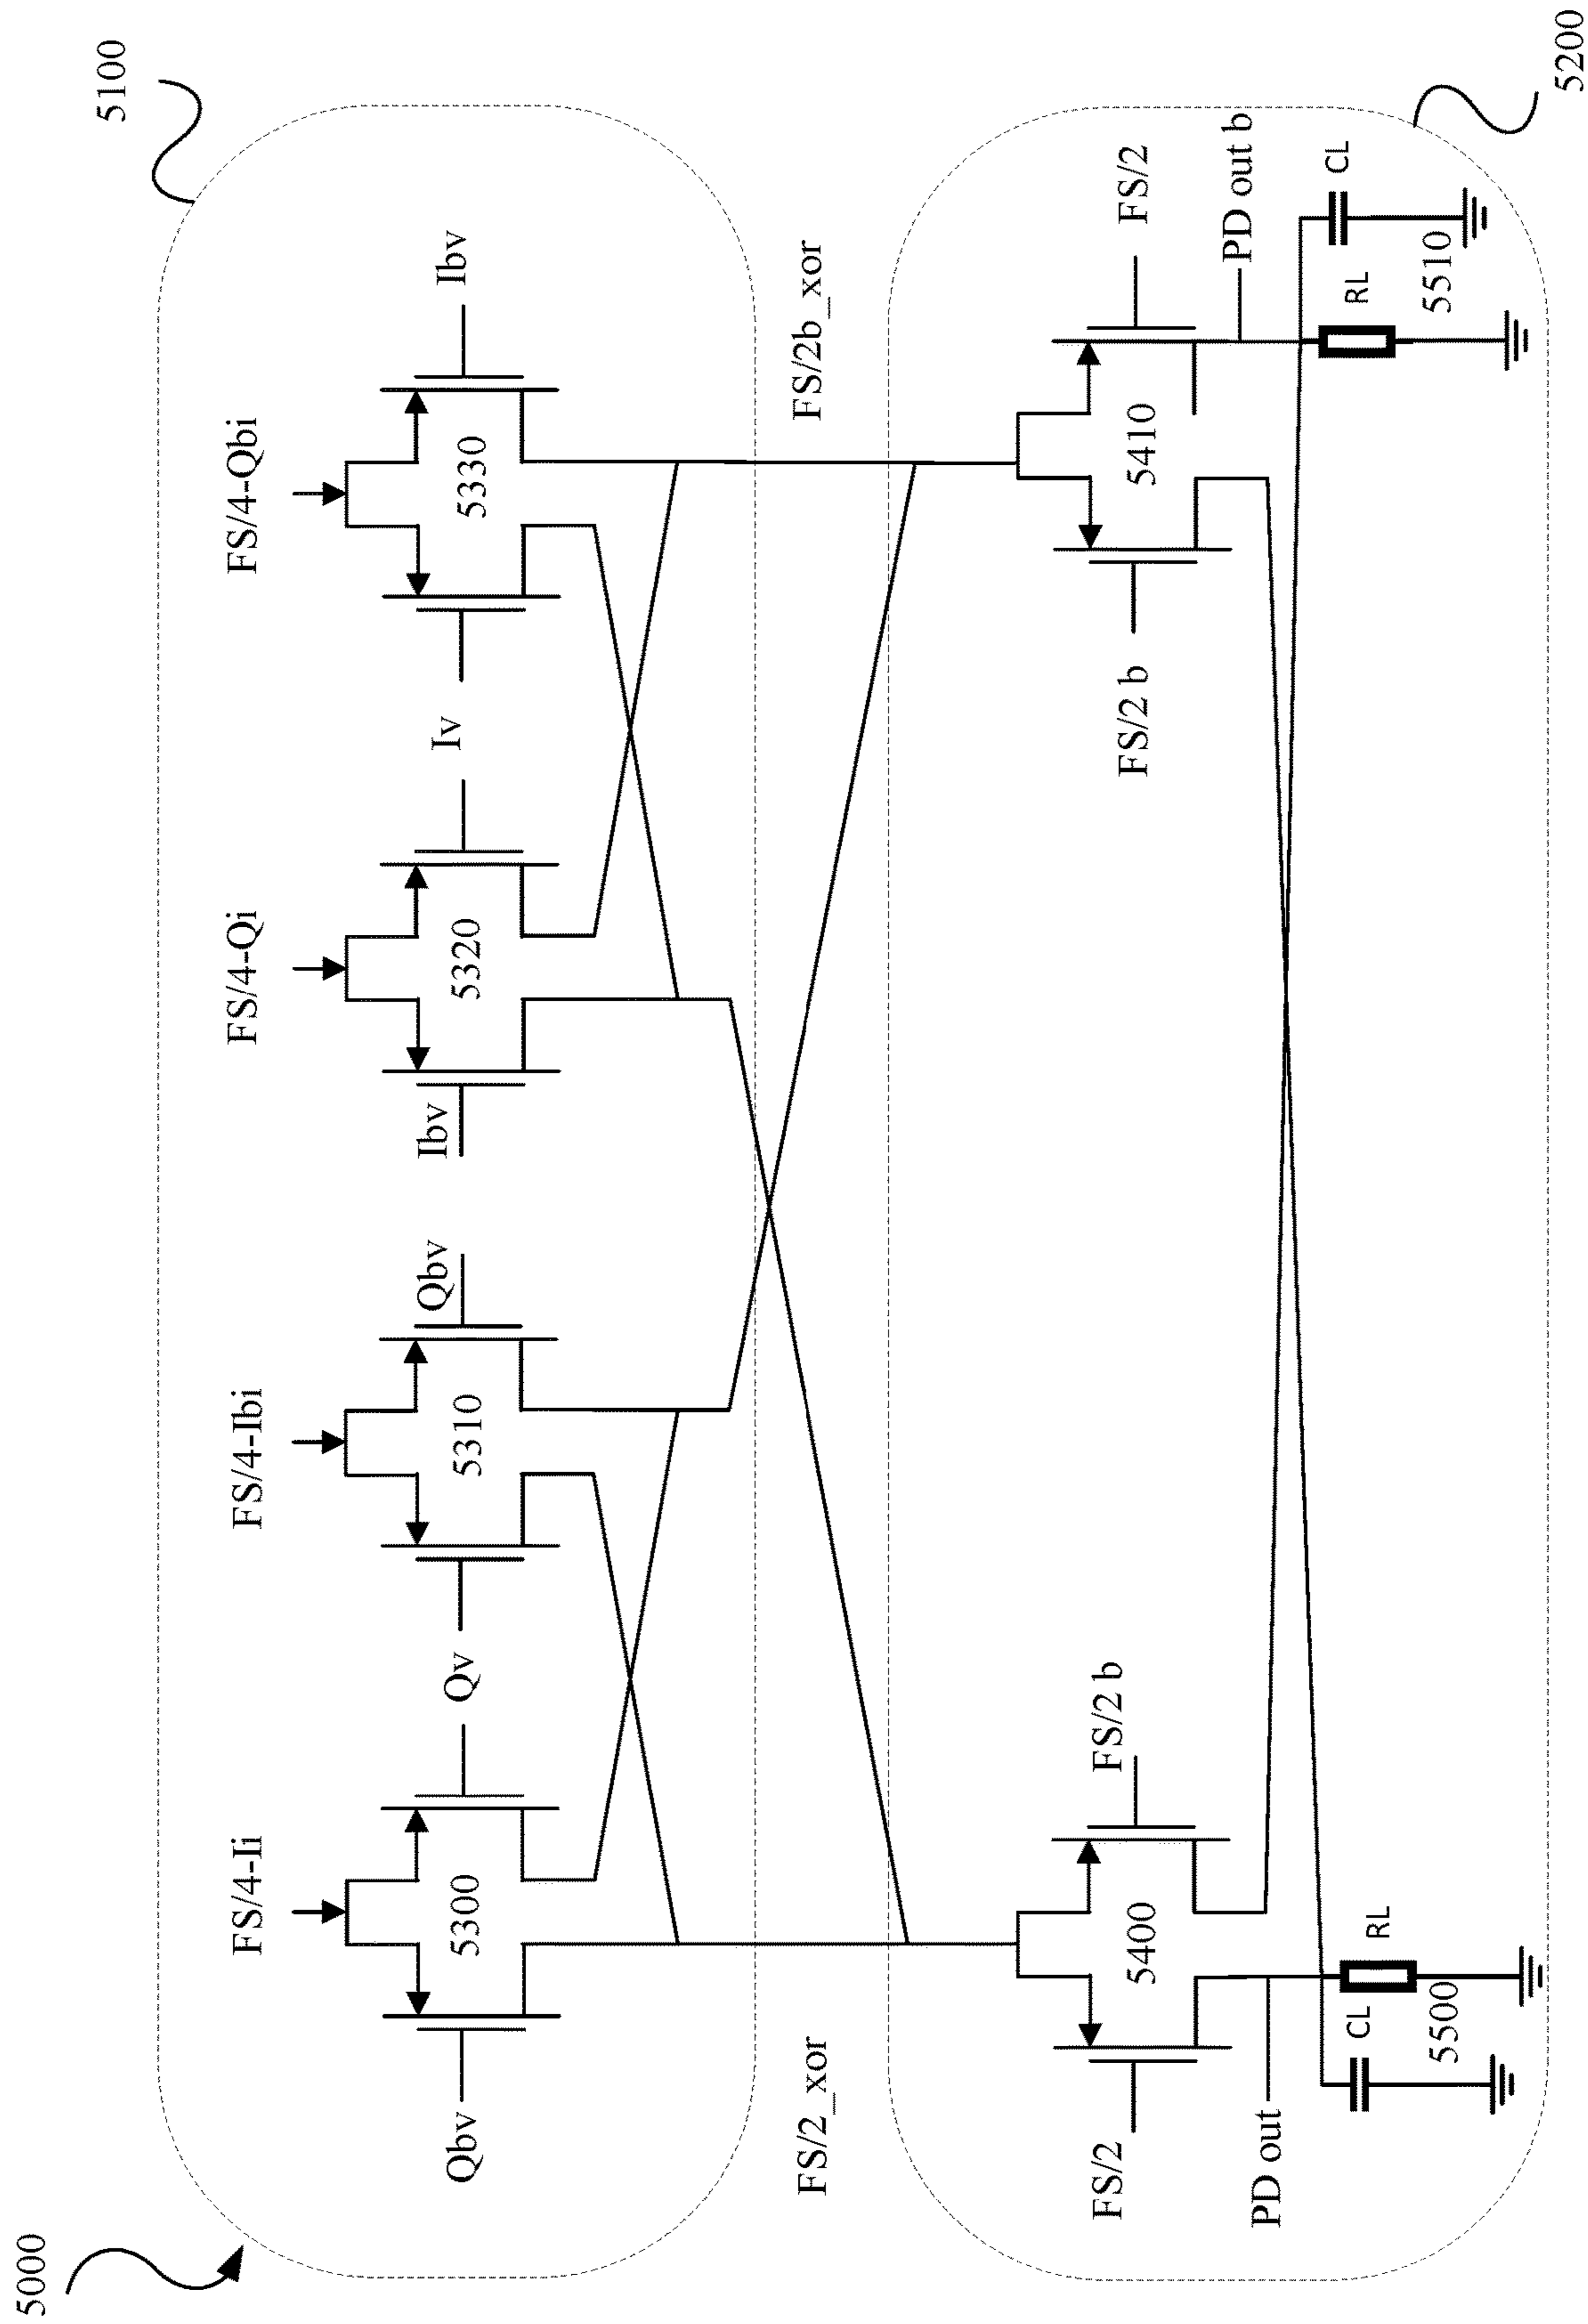 5000
5100
FS/4-Ii
FS/4-Ibi
FS/4-Qi
FS/4-Qbi
Qbv
5300
Qv
5310
Qbv
Ibv
5320
Iv
5330
Ibv
FS/2_xor
FS/2b_xor
FS/2
5400
FS/2 b
FS/2 b
5410
FS/2
PD out
PD out b
CL
RL
5500
RL
CL
5510
5200